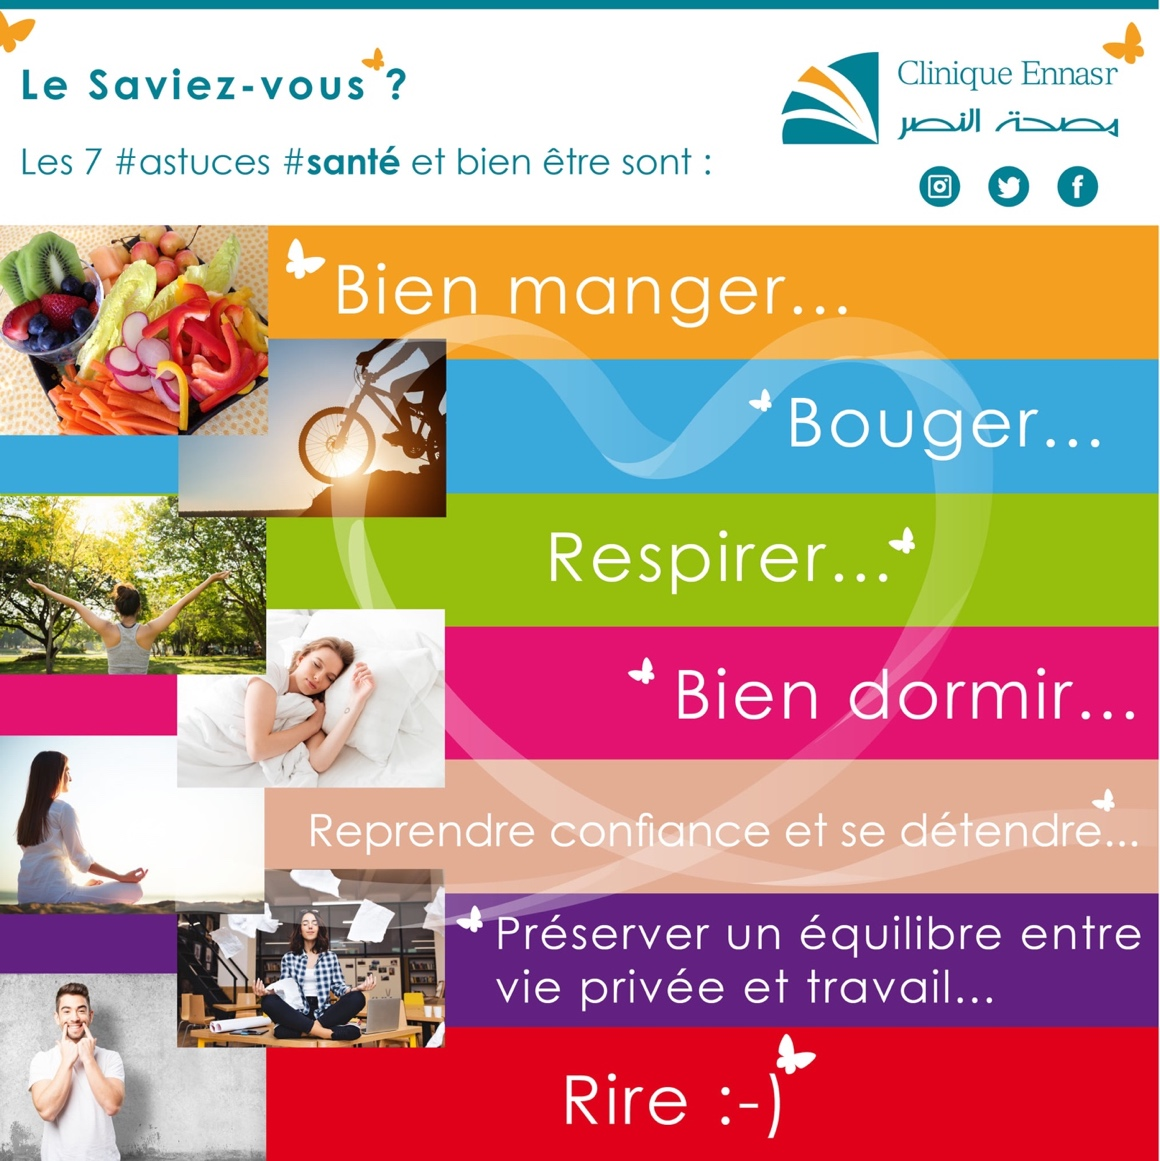 Le Saviez-vous ?
Clinique Ennasr
مصحة النصر
Les 7 #astuces #santé et bien être sont :
Bien manger...
Bouger...
Respirer...
Bien dormir...
Reprendre confiance et se détendre...
Préserver un équilibre entre
vie privée et travail...
Rire :-)